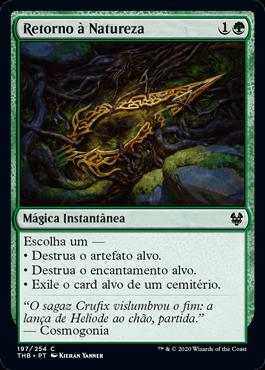 Retorno à Natureza 1
Mágica Instantânea
Escolha um —
• Destrua o artefato alvo.
• Destrua o encantamento alvo.
• Exile o card alvo de um cemitério.
“O sagaz Crufix vislumbrou o fim: a
lança de Heliode ao chão, partida.”
— Cosmogonia
197/254 C
THB • PT KIERAN YANNER
™ & © 2020 Wizards of the Coast